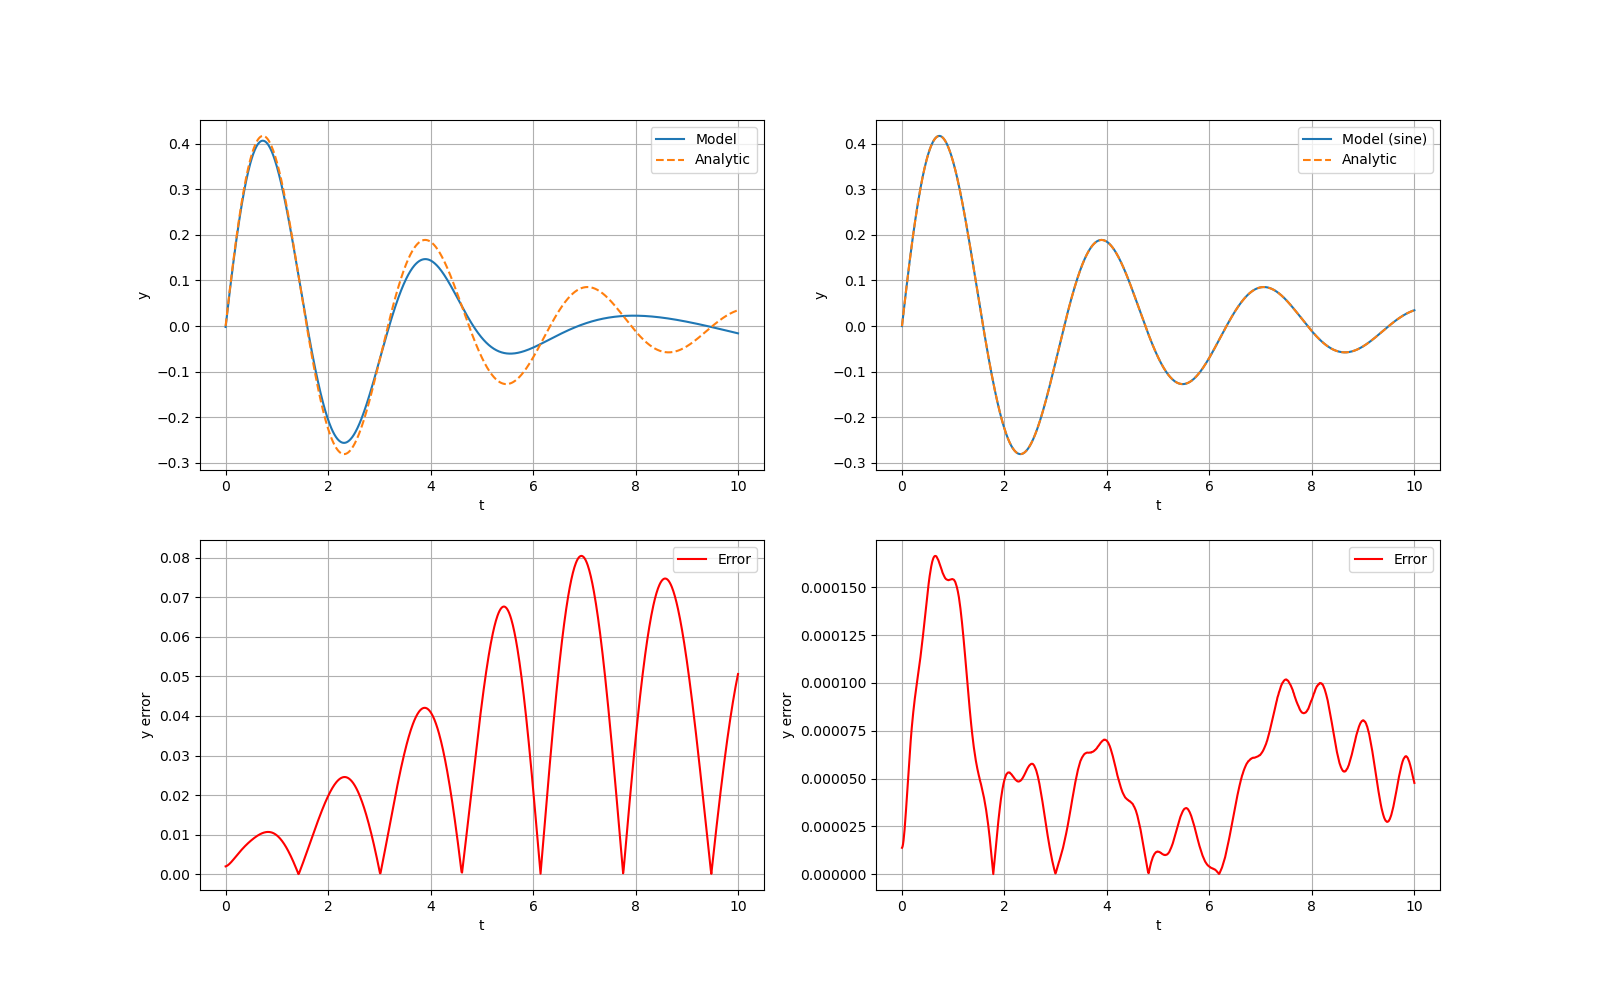 Model
Analytic
0.4
0.3
0.2
0.1
0.0
−0.1
−0.2
−0.3
y
0 2 4 6 8 10
t
Model (sine)
Analytic
0.4
0.3
0.2
0.1
0.0
−0.1
−0.2
−0.3
y
0 2 4 6 8 10
t
Error
0.08
0.07
0.06
0.05
0.04
0.03
0.02
0.01
0.00
y error
0 2 4 6 8 10
t
Error
0.000150
0.000125
0.000100
0.000075
0.000050
0.000025
0.000000
y error
0 2 4 6 8 10
t